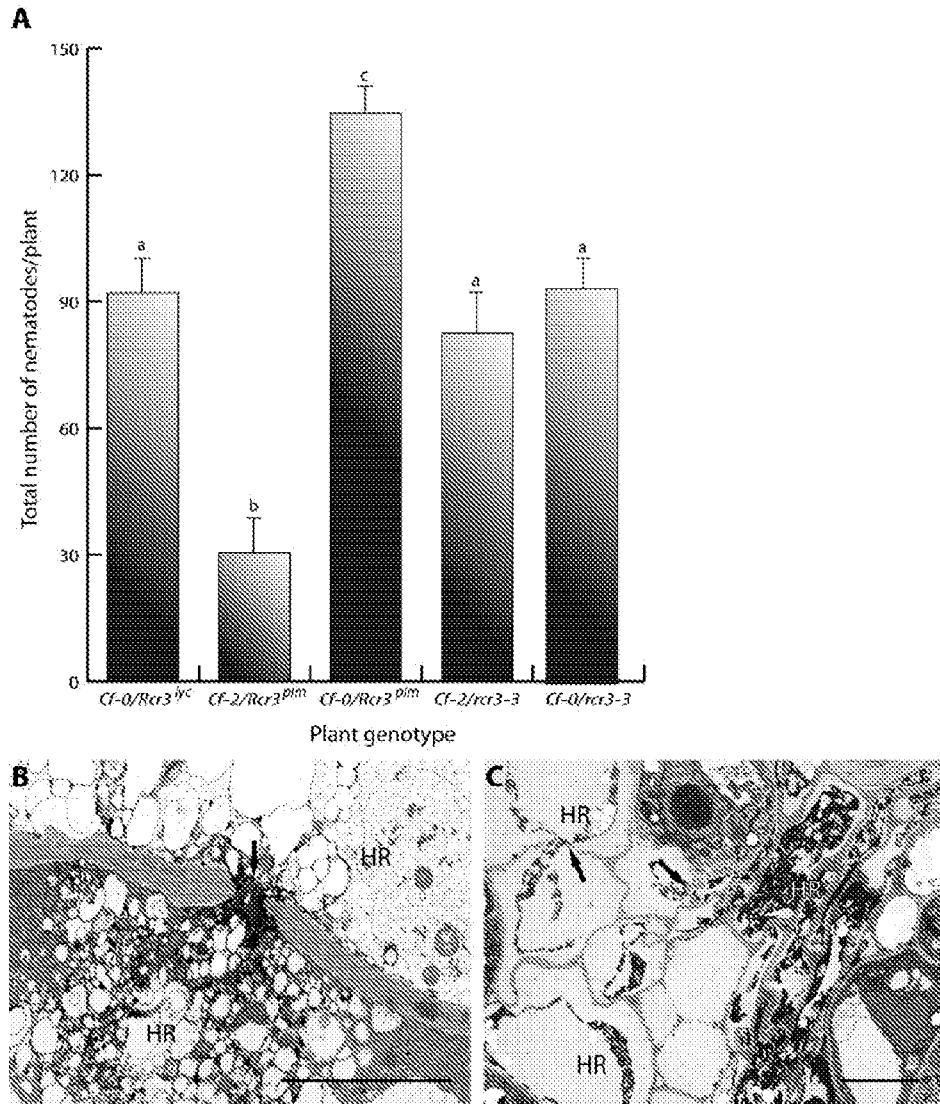 A
150
120
90
60
30
0
Total number of nematodes/plant
a
b
c
a
a
Cf-0/Rcr3lyc Cf-2/Rcr3pim Cf-0/Rcr3pim Cf-2/rcr3-3 Cf-0/rcr3-3
Plant genotype
B
HR
HR
C
HR
HR
HR